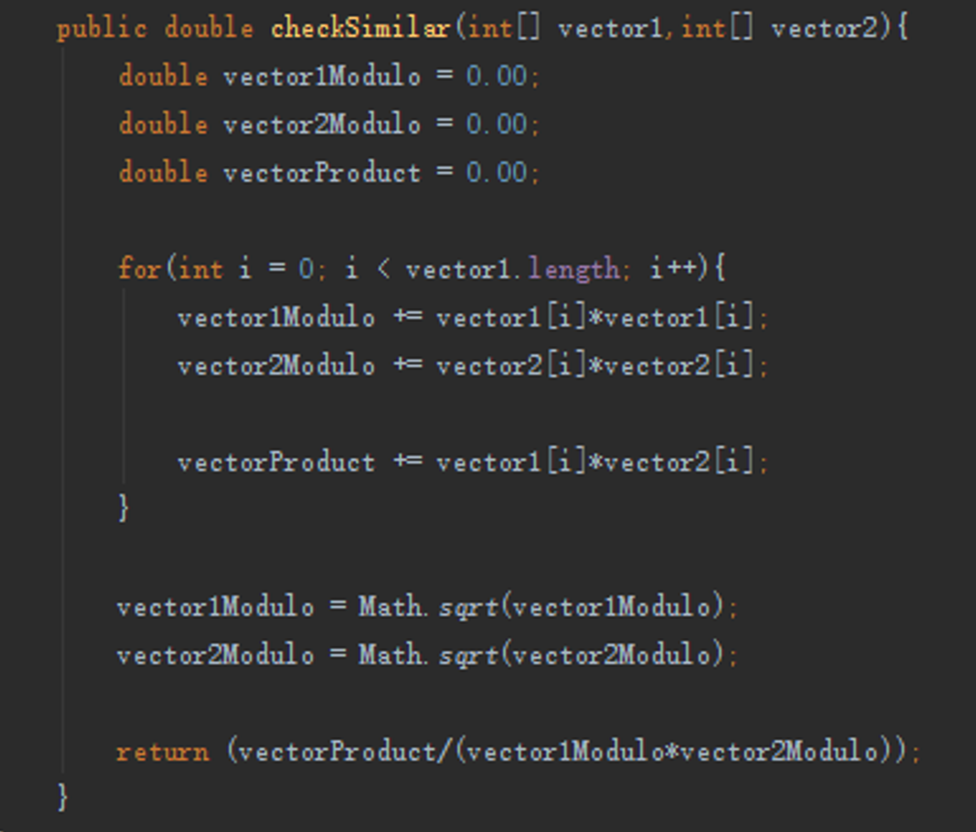 public double checkSimilar(int[] vector1,int[] vector2){
    double vector1Modulo = 0.00;
    double vector2Modulo = 0.00;
    double vectorProduct = 0.00;

    for(int i = 0; i < vector1.length; i++){
        vector1Modulo += vector1[i]*vector1[i];
        vector2Modulo += vector2[i]*vector2[i];

        vectorProduct += vector1[i]*vector2[i];
    }

    vector1Modulo = Math.sqrt(vector1Modulo);
    vector2Modulo = Math.sqrt(vector2Modulo);

    return (vectorProduct/(vector1Modulo*vector2Modulo));
}